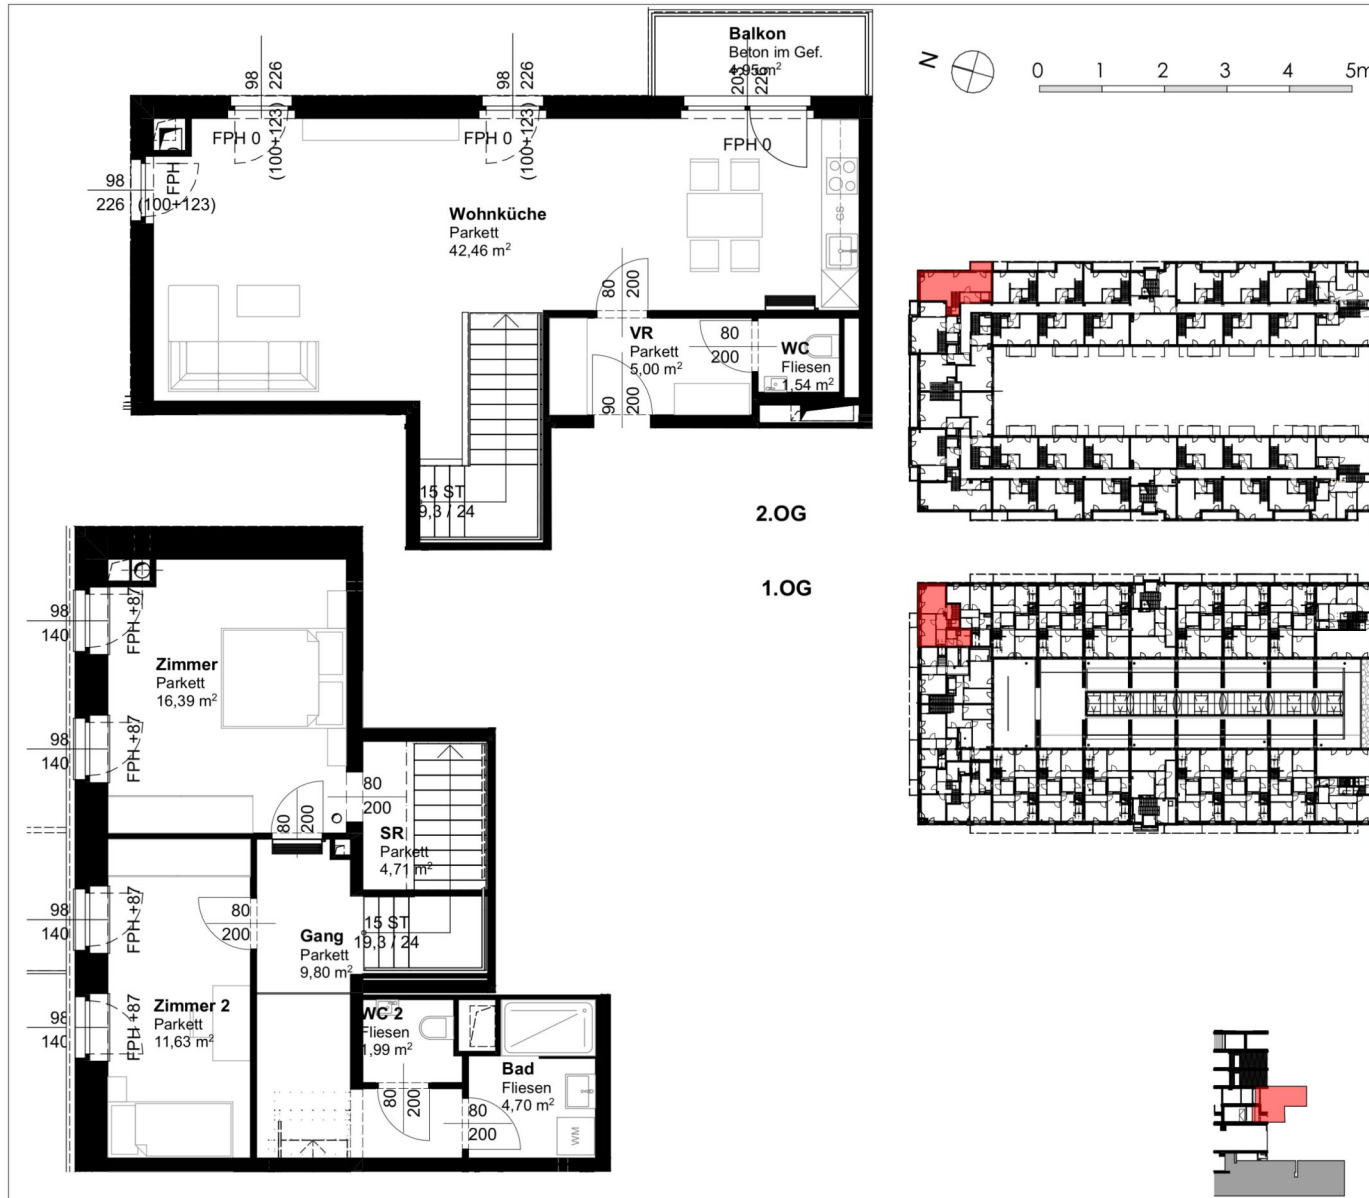 Balkon
Beton im Gef.
4,95 m²
98
226
98
226
202
226
N
0 1 2 3 4 5m
FPH 0
(100+123)
FPH 0
(100+123)
FPH 0
98
226
FPH
(100+123)
GS
Wohnküche
Parkett
42,46 m²
80
200
VR
Parkett
5,00 m²
80
200
WC
Fliesen
1,54 m²
90
200
15 ST
19,3 / 24
2.OG
1.OG
98
140
FPH +87
Zimmer
Parkett
16,39 m²
98
140
FPH +87
80
200
80
200
SR
Parkett
4,71 m²
98
140
FPH +87
80
200
15 ST
19,3 / 24
Gang
Parkett
9,80 m²
98
140
FPH +87
Zimmer 2
Parkett
11,63 m²
WC 2
Fliesen
1,99 m²
Bad
Fliesen
4,70 m²
80
200
80
200
WM